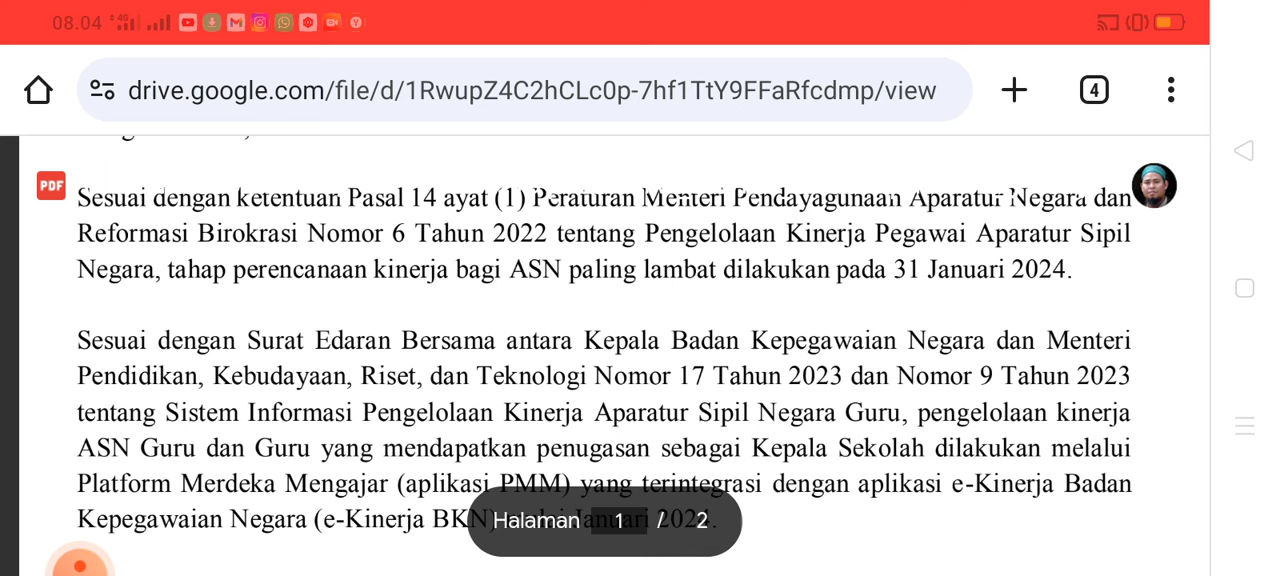 08.04
drive.google.com/file/d/1RwupZ4C2hCLc0p-7hf1TtY9FFaRfcdmp/view
4
PDF
Sesuai dengan ketentuan Pasal 14 ayat (1) Peraturan Menteri Pendayagunaan Aparatur Negara dan
Reformasi Birokrasi Nomor 6 Tahun 2022 tentang Pengelolaan Kinerja Pegawai Aparatur Sipil
Negara, tahap perencanaan kinerja bagi ASN paling lambat dilakukan pada 31 Januari 2024.
Sesuai dengan Surat Edaran Bersama antara Kepala Badan Kepegawaian Negara dan Menteri
Pendidikan, Kebudayaan, Riset, dan Teknologi Nomor 17 Tahun 2023 dan Nomor 9 Tahun 2023
tentang Sistem Informasi Pengelolaan Kinerja Aparatur Sipil Negara Guru, pengelolaan kinerja
ASN Guru dan Guru yang mendapatkan penugasan sebagai Kepala Sekolah dilakukan melalui
Platform Merdeka Mengajar (aplikasi PMM) yang terintegrasi dengan aplikasi e-Kinerja Badan
Kepegawaian Negara (e-Kinerja BKN) Januari 2024.
Halaman 1 / 2